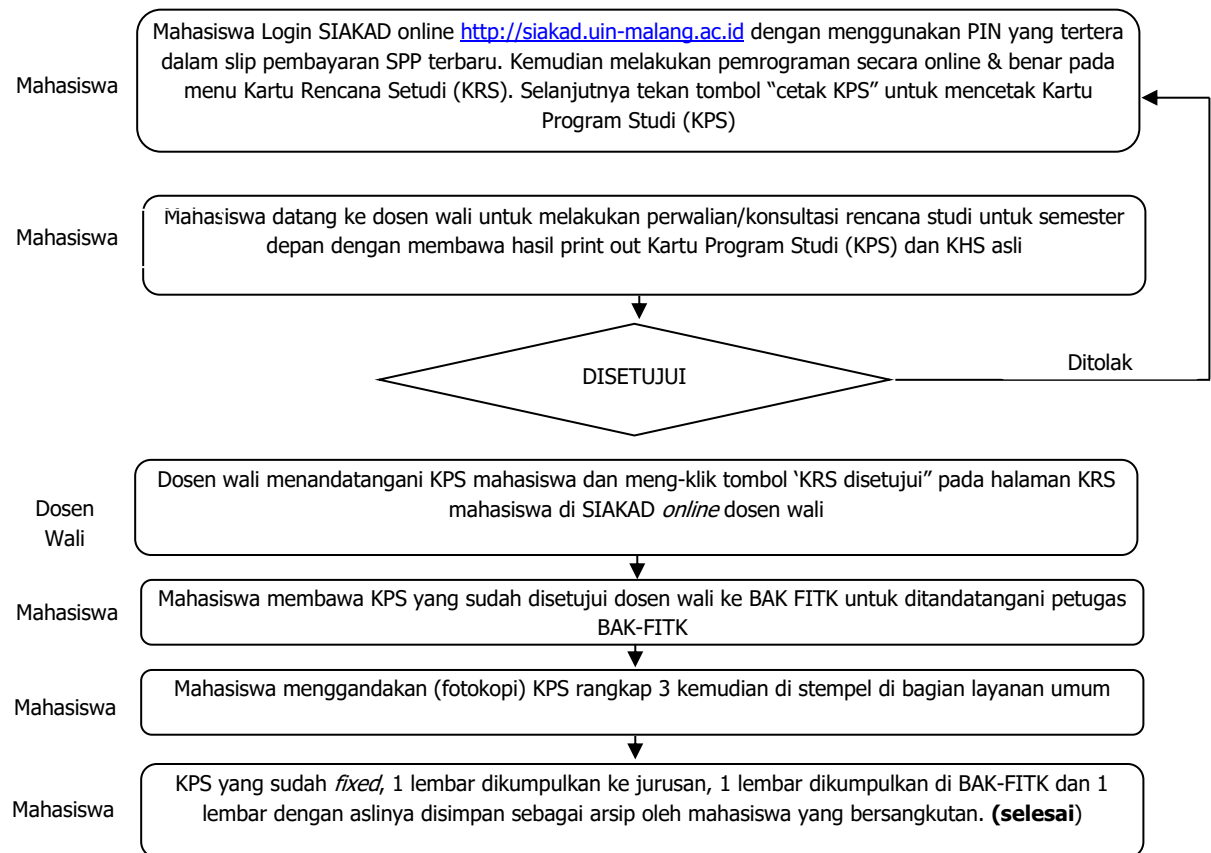 Mahasiswa Login SIAKAD online http://siakad.uin-malang.ac.id dengan menggunakan PIN yang tertera
dalam slip pembayaran SPP terbaru. Kemudian melakukan pemrograman secara online & benar pada
Mahasiswa
menu Kartu Rencana Setudi (KRS). Selanjutnya tekan tombol "cetak KPS" untuk mencetak Kartu
Program Studi (KPS)
Mahasiswa
Mahasiswa datang ke dosen wali untuk melakukan perwalian/konsultasi rencana studi untuk semester
depan dengan membawa hasil print out Kartu Program Studi (KPS) dan KHS asli
DISETUJUI
Ditolak
Dosen
Wali
Dosen wali menandatangani KPS mahasiswa dan meng-klik tombol ‘KRS disetujui” pada halaman KRS
mahasiswa di SIAKAD online dosen wali
Mahasiswa
Mahasiswa membawa KPS yang sudah disetujui dosen wali ke BAK FITK untuk ditandatangani petugas
BAK-FITK
Mahasiswa
Mahasiswa menggandakan (fotokopi) KPS rangkap 3 kemudian di stempel di bagian layanan umum
Mahasiswa
KPS yang sudah fixed, 1 lembar dikumpulkan ke jurusan, 1 lembar dikumpulkan di BAK-FITK dan 1
lembar dengan aslinya disimpan sebagai arsip oleh mahasiswa yang bersangkutan. (selesai)